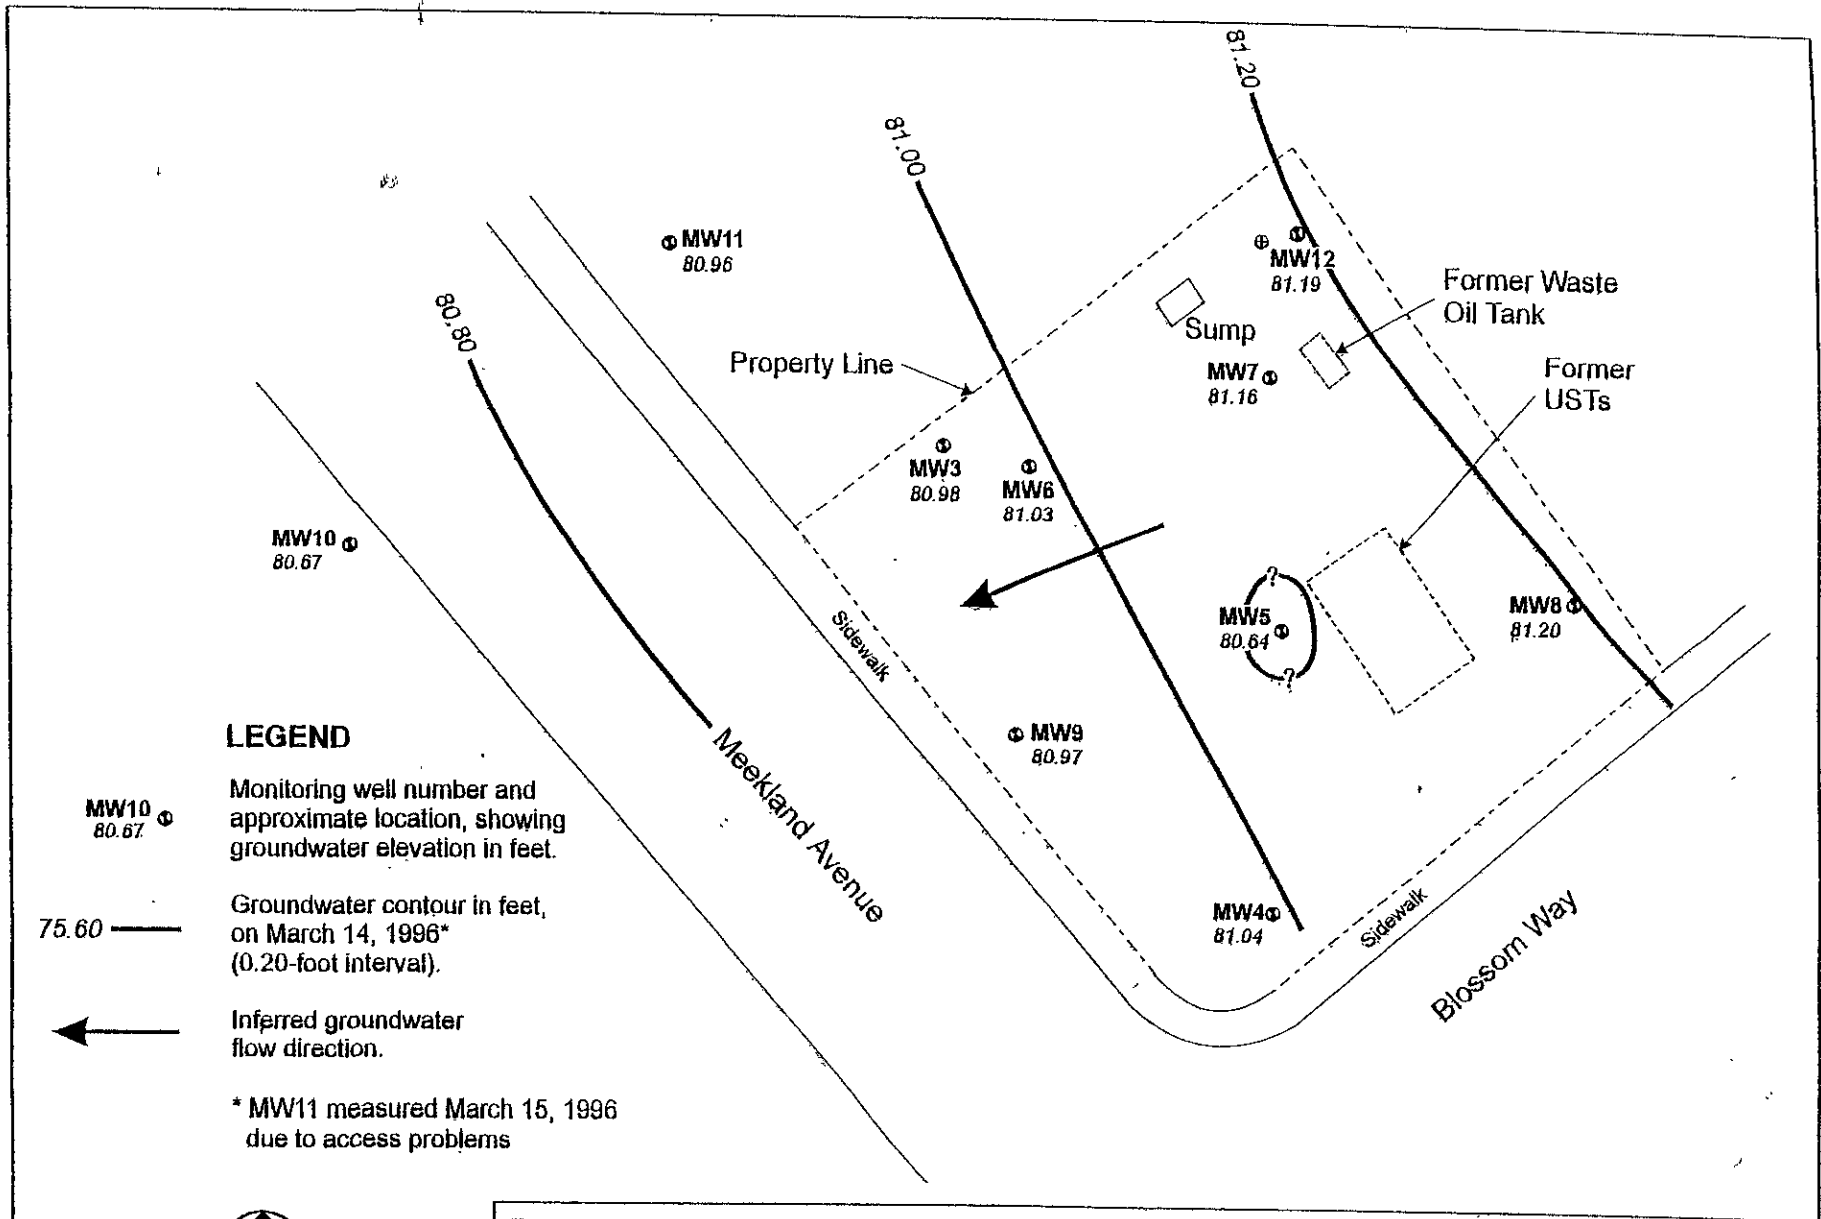 81.20
81.00
80.80
MW11
80.96
MW12
81.19
Former Waste
Oil Tank
Sump
Property Line
MW7
81.16
Former
USTs
MW3
80.98
MW6
81.03
MW10
80.67
?
MW5
80.64
?
MW8
81.20
Sidewalk
MW9
80.97
Meekland Avenue
MW4
81.04
Sidewalk
Blossom Way
LEGEND
MW10
80.67
Monitoring well number and
approximate location, showing
groundwater elevation in feet.
75.60
Groundwater contour in feet,
on March 14, 1996*
(0.20-foot interval).
Inferred groundwater
flow direction.
* MW11 measured March 15, 1996
due to access problems